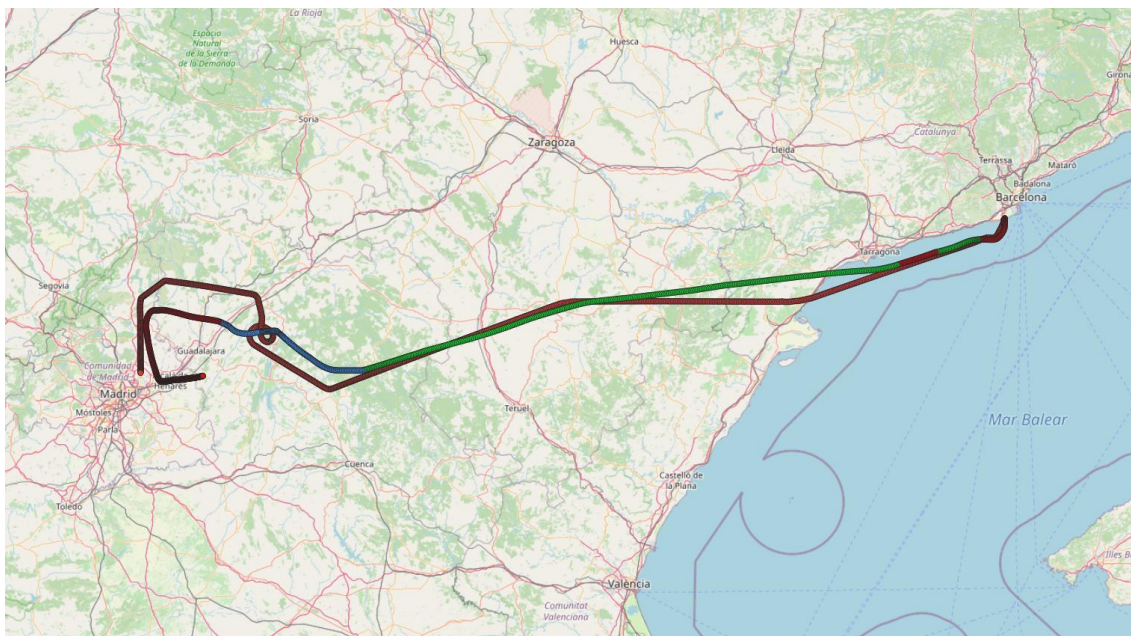 La Rioja
Espacio
Natural
de la Sierra
de la Demanda
Huesca
Girona
Soria
Catalunya
Zaragoza
Lleida
Terrassa
Mataró
Badalona
Barcelona
Tarragona
Segovia
Guadalajara
Comunidad
de Madrid
Henares
Madrid
Móstoles
Parla
Teruel
Mar Balear
Cuenca
Castelló de
la Plana
Toledo
Illes B
València
Comunitat
Valenciana